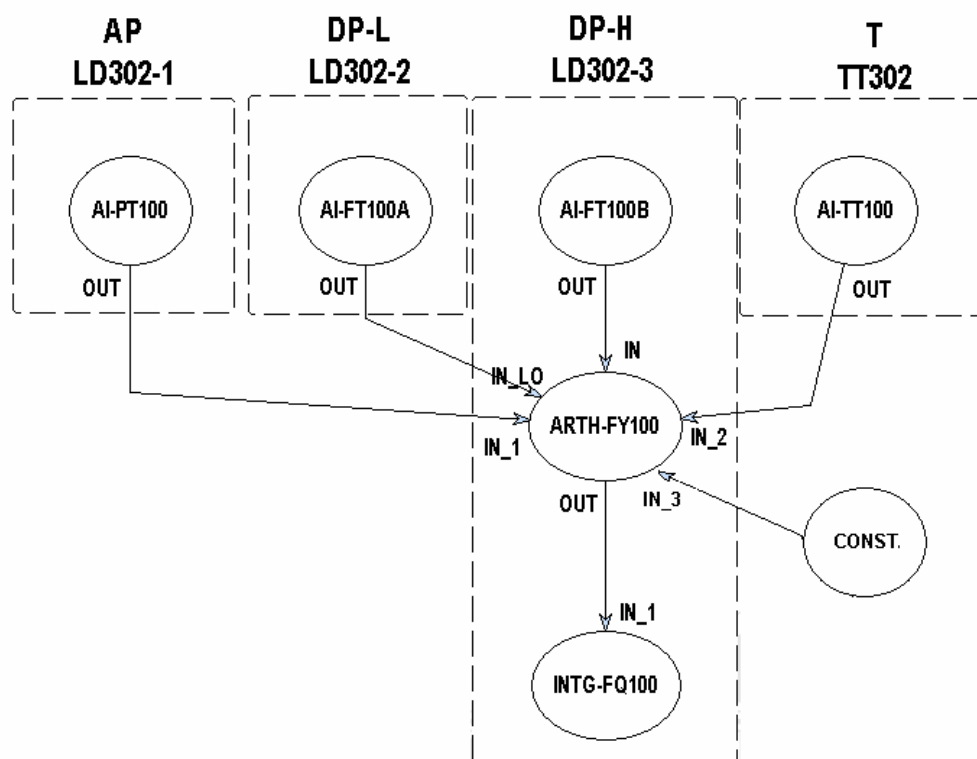 AP
LD302-1
DP-L
LD302-2
DP-H
LD302-3
T
TT302
AI-PT100
AI-FT100A
AI-FT100B
AI-TT100
OUT
OUT
OUT
OUT
IN
IN_LO
IN_1
ARTH-FY100
IN_2
OUT
IN_3
CONST.
IN_1
INTG-FQ100